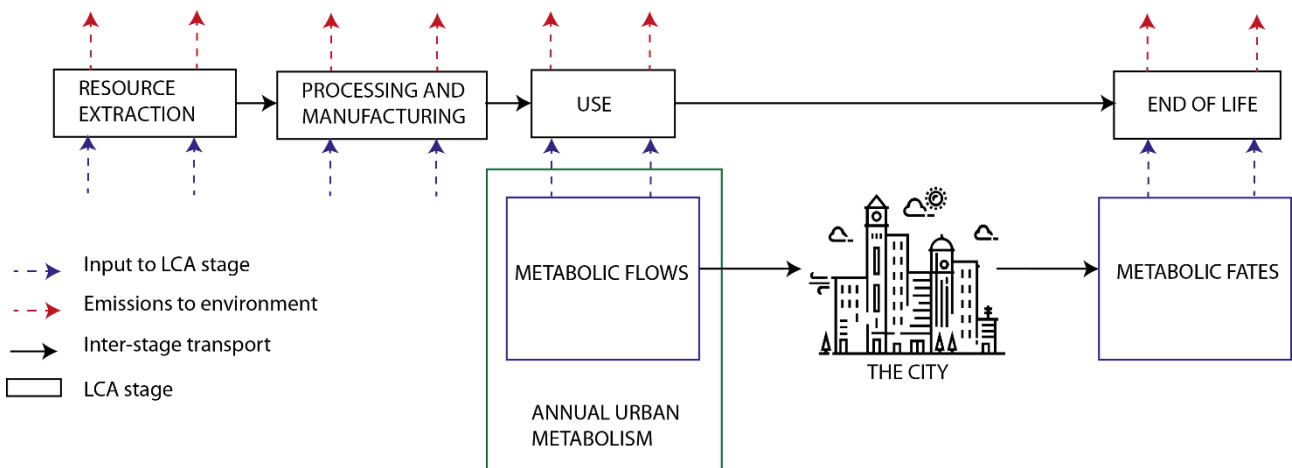 RESOURCE
EXTRACTION
PROCESSING AND
MANUFACTURING
USE
END OF LIFE
Input to LCA stage
Emissions to environment
Inter-stage transport
LCA stage
METABOLIC FLOWS
ANNUAL URBAN
METABOLISM
THE CITY
METABOLIC FATES